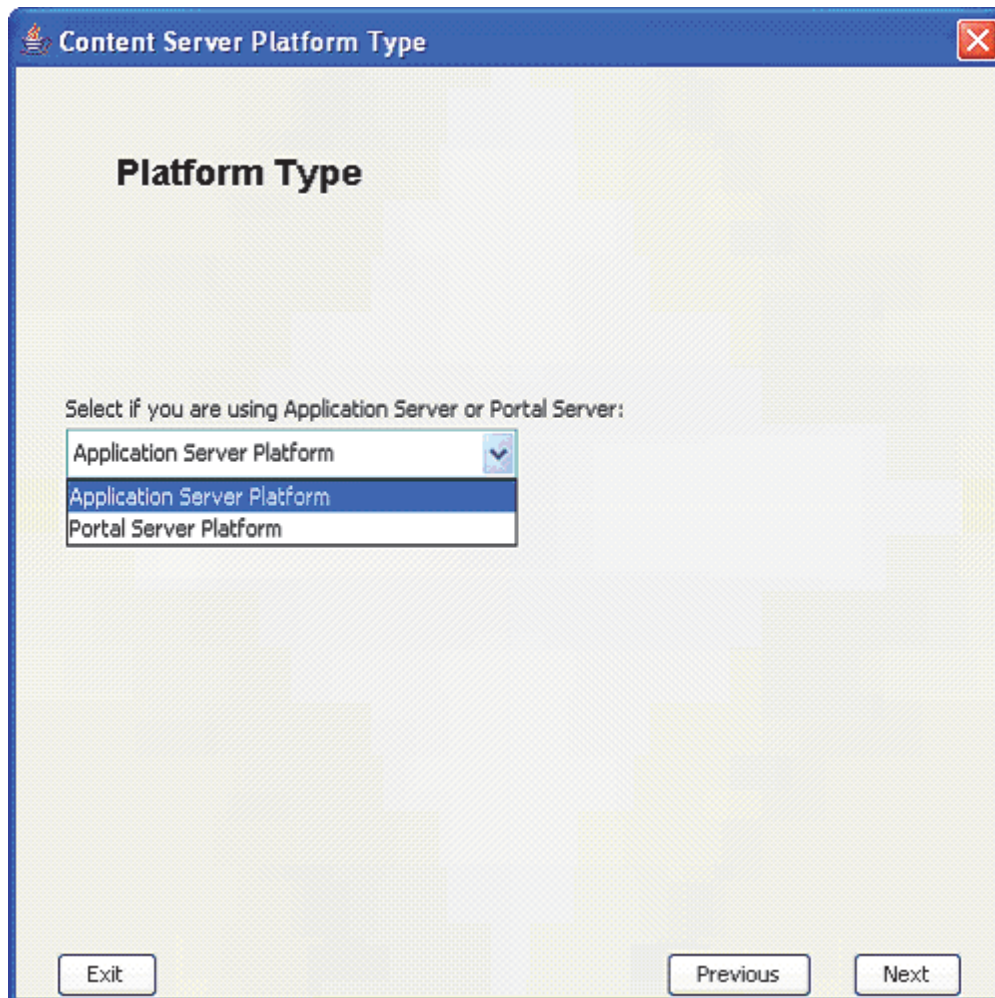 Content Server Platform Type
Platform Type
Select if you are using Application Server or Portal Server:
Application Server Platform
Application Server Platform
Portal Server Platform
Exit
Previous
Next